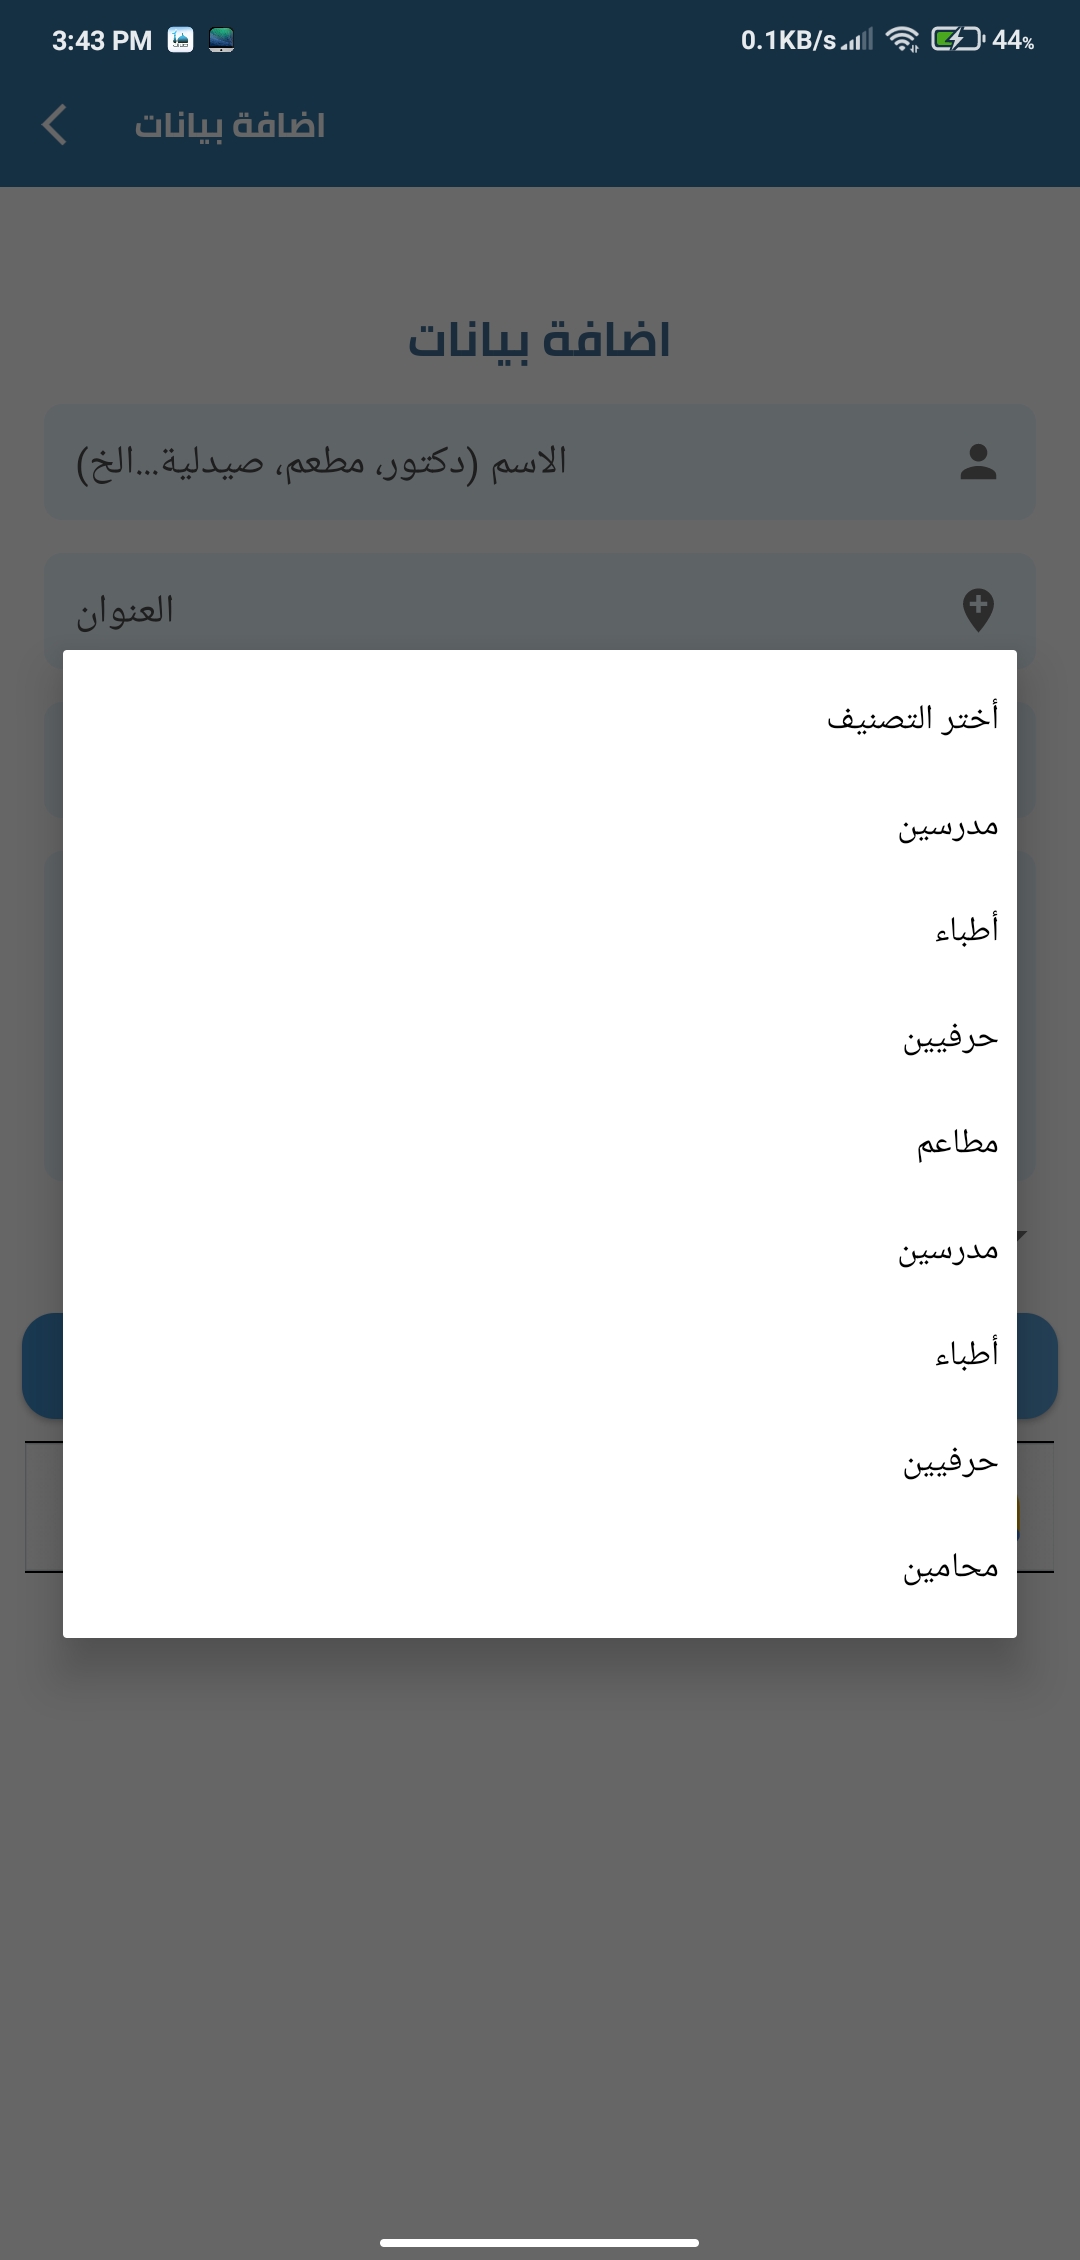 3:43 PM 0.1KB/s 44%
اضافة بيانات
اضافة بيانات
الاسم (دكتور، مطعم، صيدلية...الخ)
العنوان
أختر التصنيف
مدرسين
أطباء
حرفيين
مطاعم
مدرسين
أطباء
حرفيين
محامين